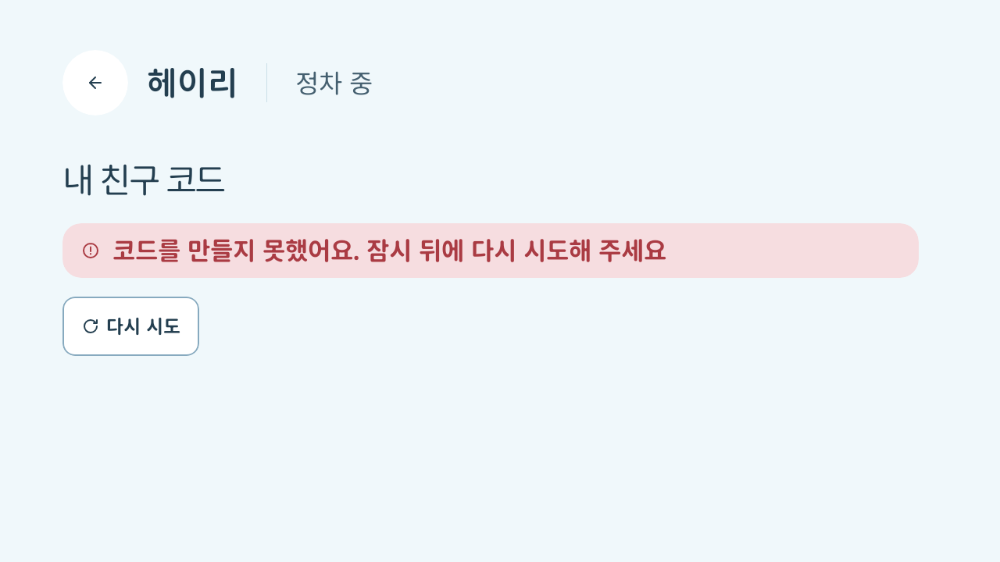 헤이리
정차 중
내 친구 코드
코드를 만들지 못했어요. 잠시 뒤에 다시 시도해 주세요
다시 시도